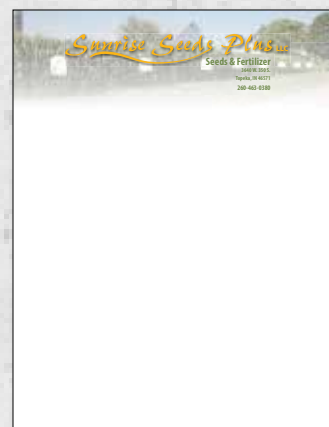 Sunrise Seeds Plus LLC
Seeds & Fertilizer
Topeka, IN 46571
260-463-0380